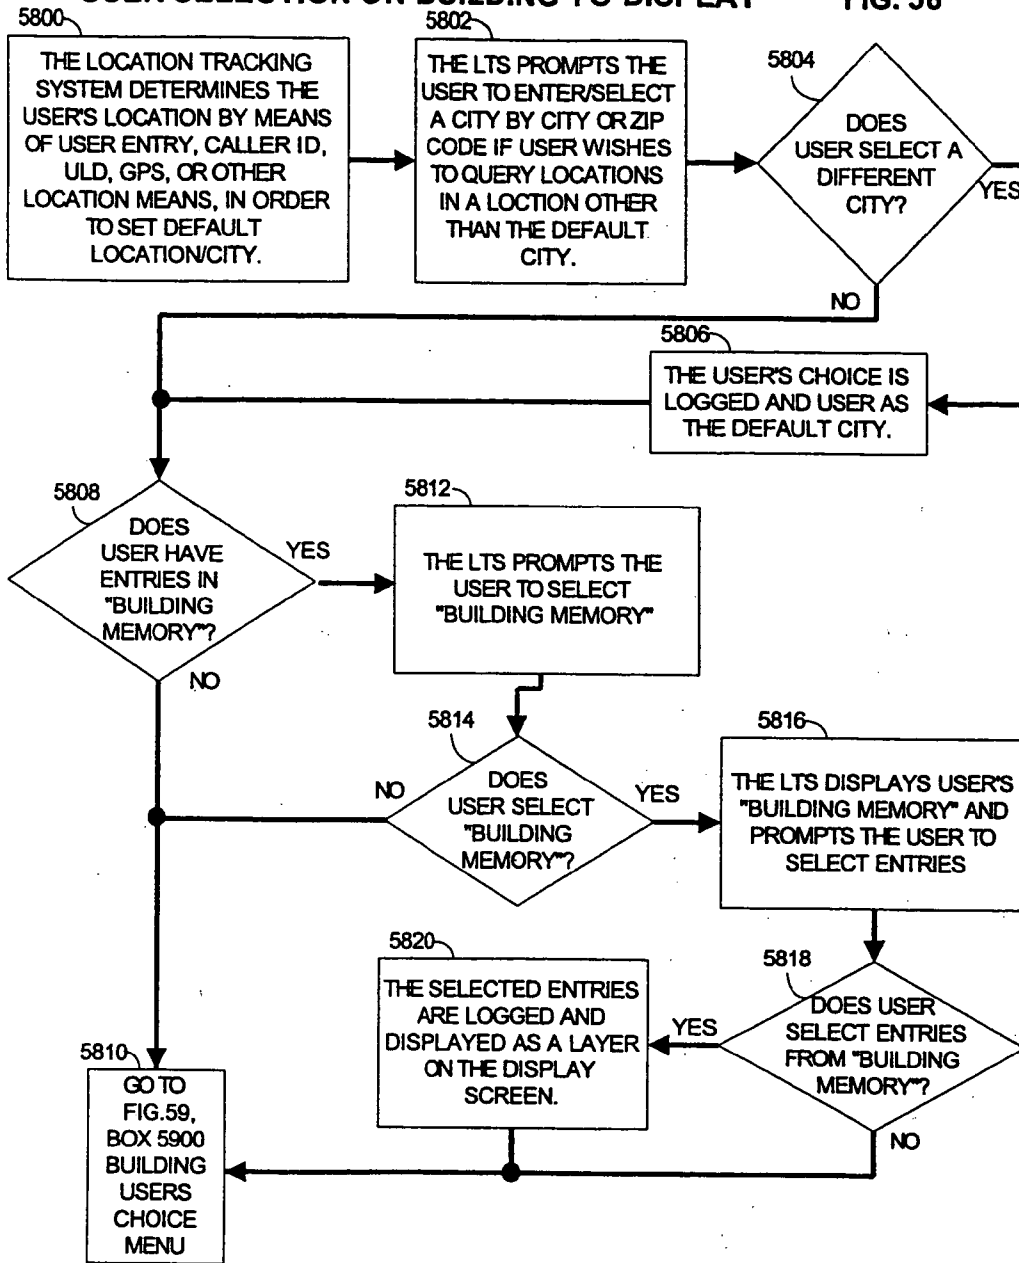 USER SELECTION ON BUILDING TO DISPLAY FIG. 58
5800
THE LOCATION TRACKING
SYSTEM DETERMINES THE
USER'S LOCATION BY MEANS
OF USER ENTRY, CALLER ID,
ULD, GPS, OR OTHER
LOCATION MEANS, IN ORDER
TO SET DEFAULT
LOCATION/CITY.
5802
THE LTS PROMPTS THE
USER TO ENTER/SELECT
A CITY BY CITY OR ZIP
CODE IF USER WISHES
TO QUERY LOCATIONS
IN A LOCTION OTHER
THAN THE DEFAULT
CITY.
5804
DOES
USER SELECT A
DIFFERENT
CITY?
YES
NO
5806
THE USER'S CHOICE IS
LOGGED AND USER AS
THE DEFAULT CITY.
5808
DOES
USER HAVE
ENTRIES IN
"BUILDING
MEMORY"?
YES
NO
5812
THE LTS PROMPTS THE
USER TO SELECT
"BUILDING MEMORY"
5814
DOES
USER SELECT
"BUILDING
MEMORY"?
NO
YES
5816
THE LTS DISPLAYS USER'S
"BUILDING MEMORY" AND
PROMPTS THE USER TO
SELECT ENTRIES
5818
DOES USER
SELECT ENTRIES
FROM "BUILDING
MEMORY"?
YES
NO
5820
THE SELECTED ENTRIES
ARE LOGGED AND
DISPLAYED AS A LAYER
ON THE DISPLAY
SCREEN.
5810
GO TO
FIG.59,
BOX 5900
BUILDING
USERS
CHOICE
MENU